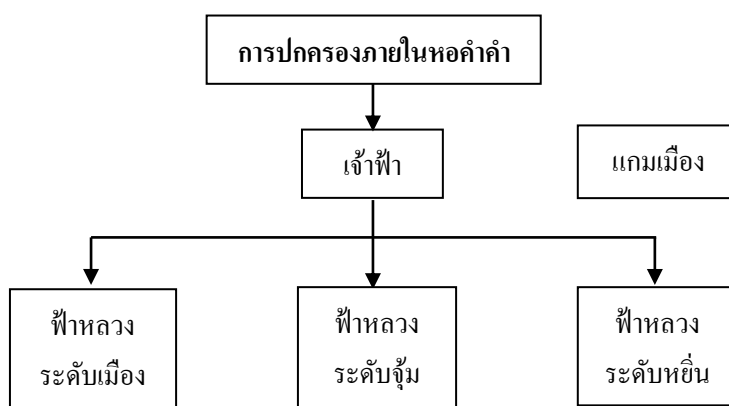 การปกครองภายในหอคำคำ
เจ้าฟ้า
แกมเมือง
ฟ้าหลวง
ระดับเมือง
ฟ้าหลวง
ระดับจุ้ม
ฟ้าหลวง
ระดับหยิ่น